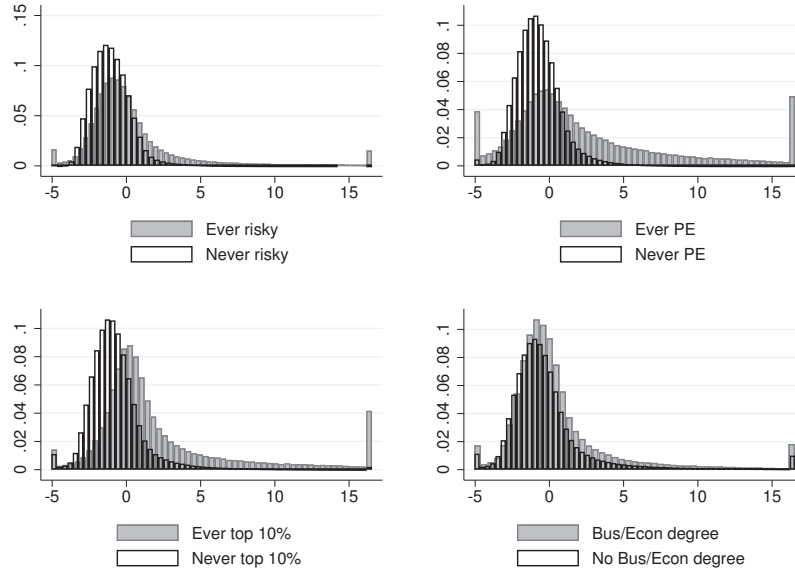 .15
.1
.05
0
-5 0 5 10 15
Ever risky
Never risky
.1
.08
.06
.04
.02
0
-5 0 5 10 15
Ever PE
Never PE
.1
.08
.06
.04
.02
0
-5 0 5 10 15
Ever top 10%
Never top 10%
.1
.08
.06
.04
.02
0
-5 0 5 10 15
Bus/Econ degree
No Bus/Econ degree